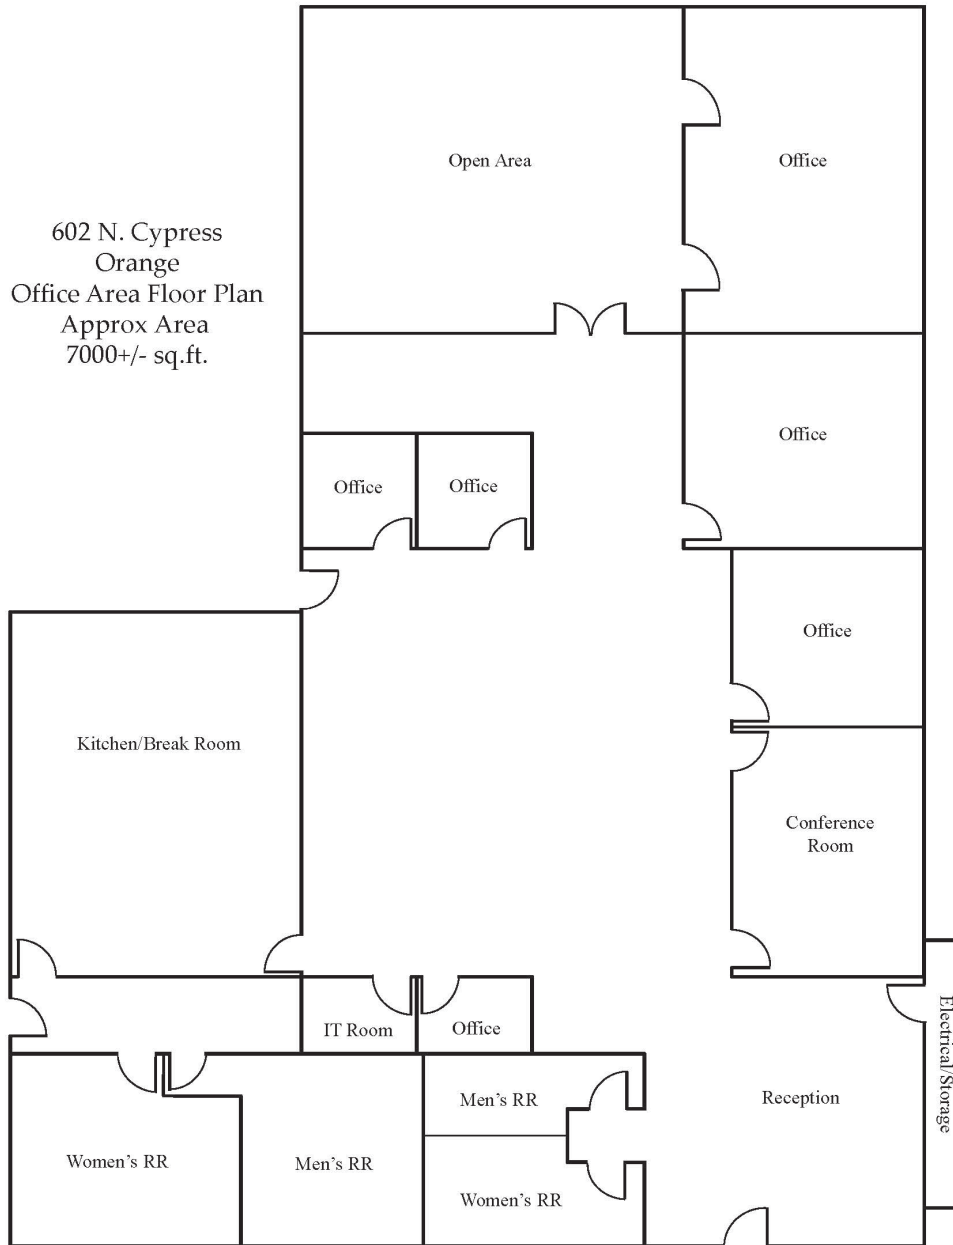 602 N. Cypress
Orange
Office Area Floor Plan
Approx Area
7000+/- sq.ft.
Open Area
Office
Office
Office
Office
Office
Kitchen/Break Room
Conference
Room
IT Room
Office
Men's RR
Reception
Electrical/Storage
Women's RR
Men's RR
Women's RR